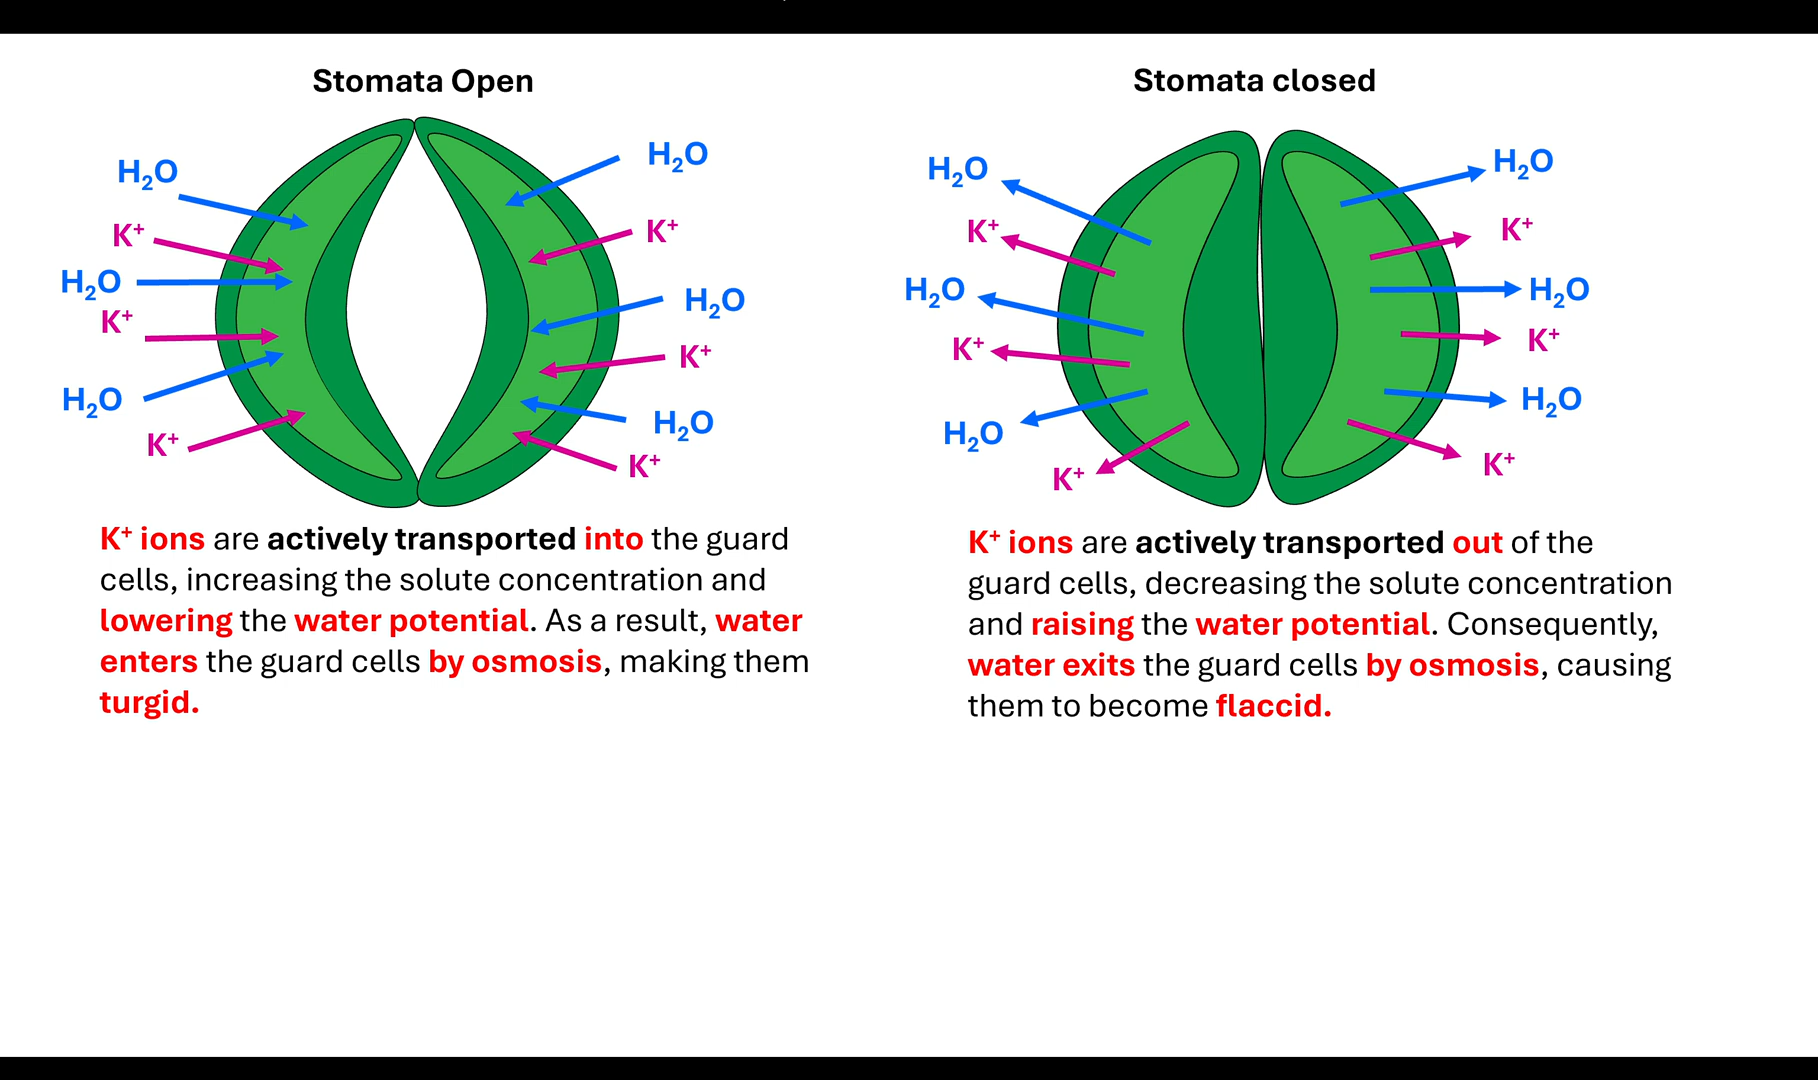 Stomata Open
H₂O
H₂O
K⁺
K⁺
H₂O
H₂O
K⁺
K⁺
H₂O
H₂O
K⁺
K⁺
K⁺ ions are actively transported into the guard
cells, increasing the solute concentration and
lowering the water potential. As a result, water
enters the guard cells by osmosis, making them
turgid.
Stomata closed
H₂O
H₂O
K⁺
K⁺
H₂O
H₂O
K⁺
K⁺
H₂O
H₂O
K⁺
K⁺
K⁺ ions are actively transported out of the
guard cells, decreasing the solute concentration
and raising the water potential. Consequently,
water exits the guard cells by osmosis, causing
them to become flaccid.